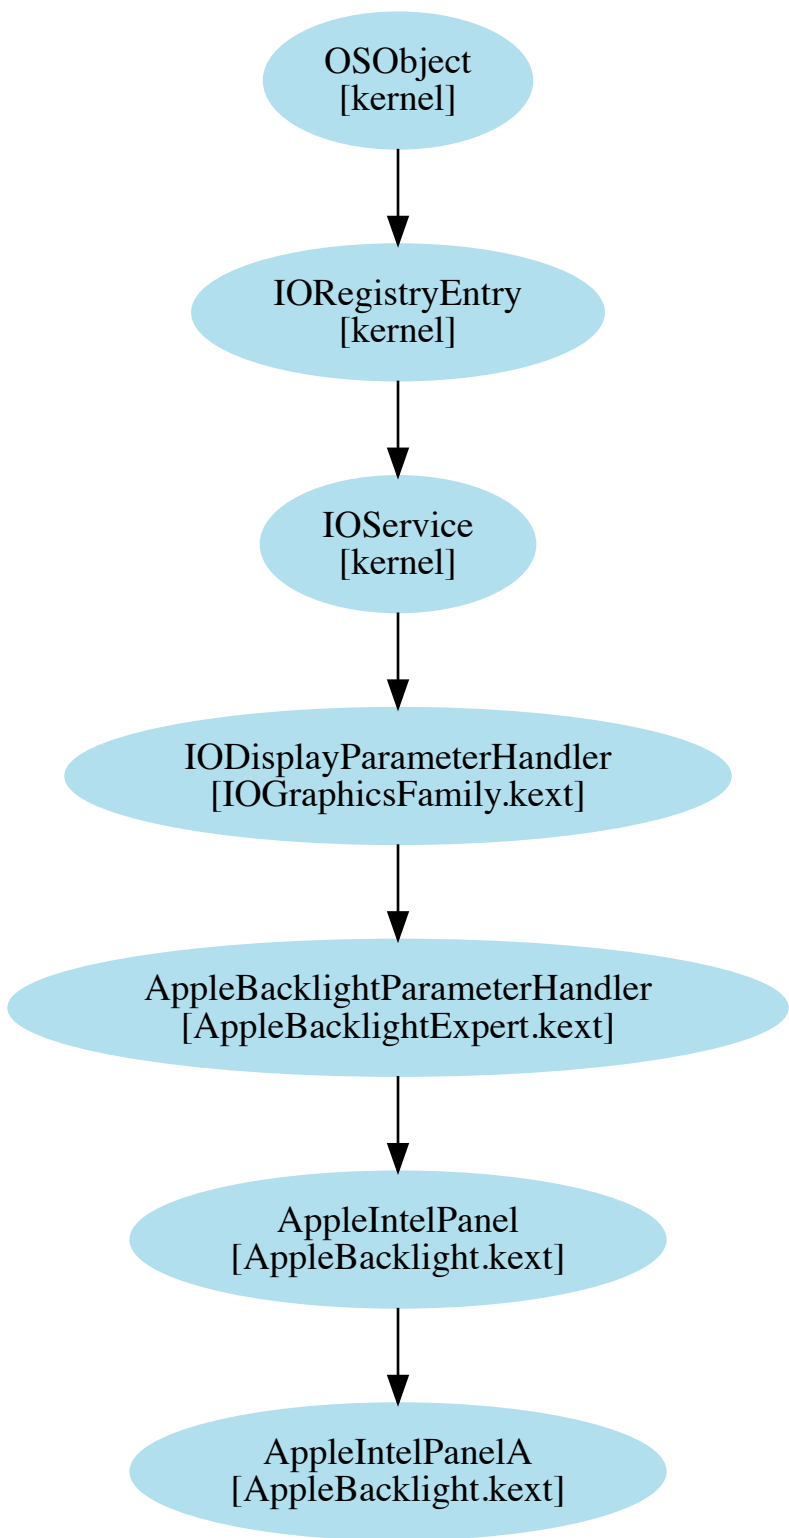 OSObject
[kernel]
IORegistryEntry
[kernel]
IOService
[kernel]
IODisplayParameterHandler
[IOGraphicsFamily.kext]
AppleBacklightParameterHandler
[AppleBacklightExpert.kext]
AppleIntelPanel
[AppleBacklight.kext]
AppleIntelPanelA
[AppleBacklight.kext]